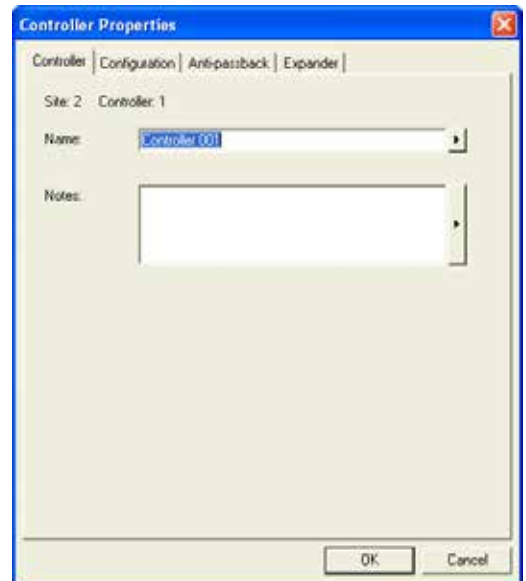 Controller Properties
Controller Configuration Anti-passback Expander
Site: 2 Controller: 1
Name:
Controller 001
Notes:
OK Cancel